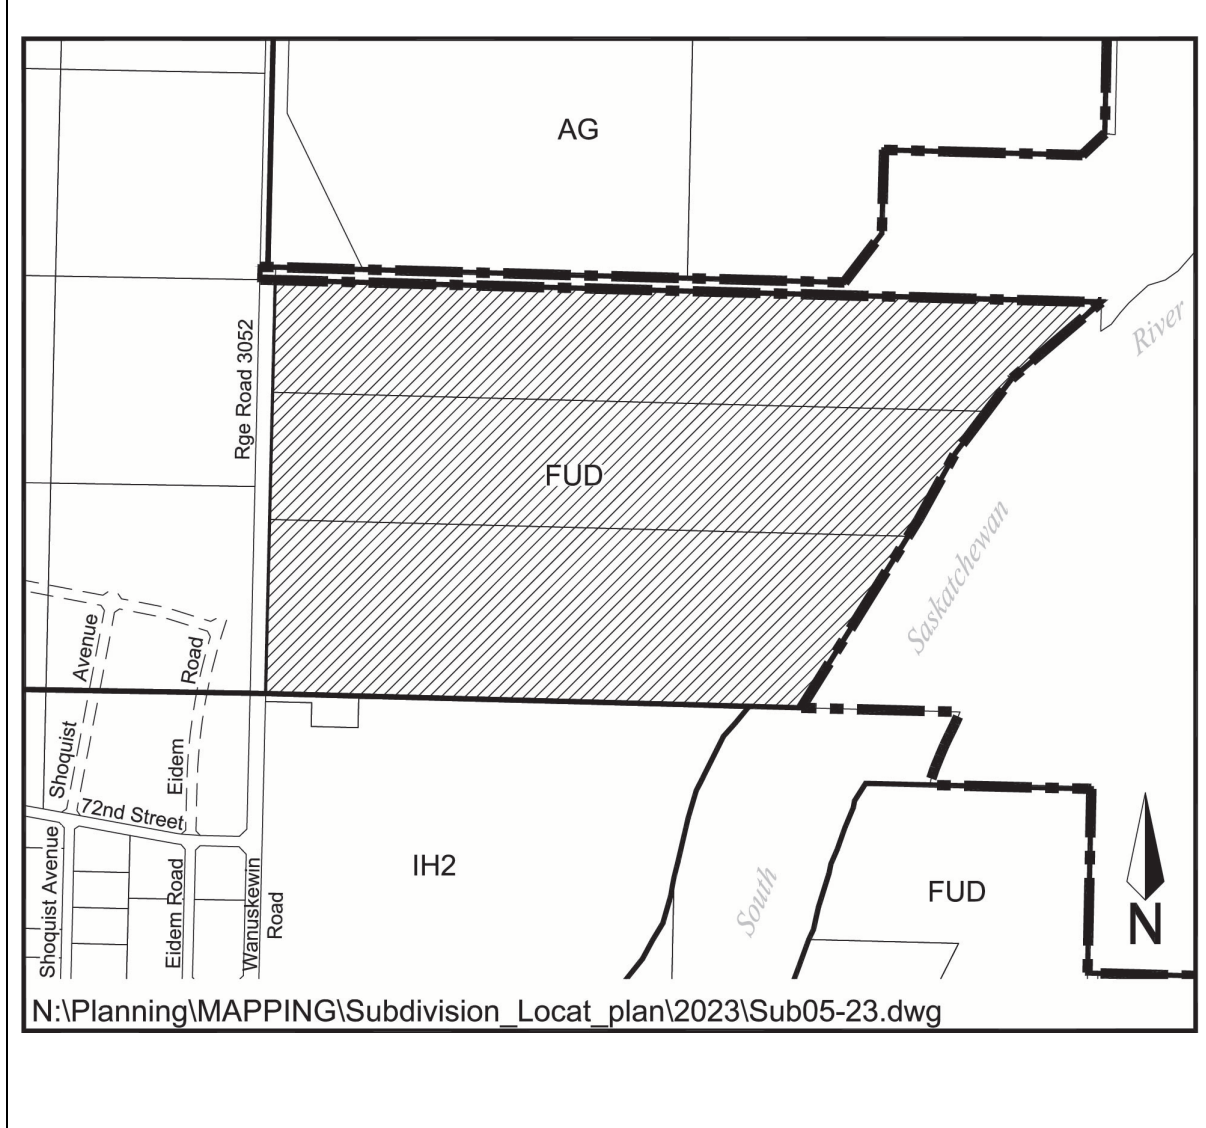 AG
River
Rge Road 3052
FUD
Saskatchewan
Shoquist
Avenue
Eidem
Road
72nd Street
Shoquist Avenue
Eidem Road
Wanuskewin
Road
IH2
South
FUD
N
N:\Planning\MAPPING\Subdivision_Locat_plan\2023\Sub05-23.dwg